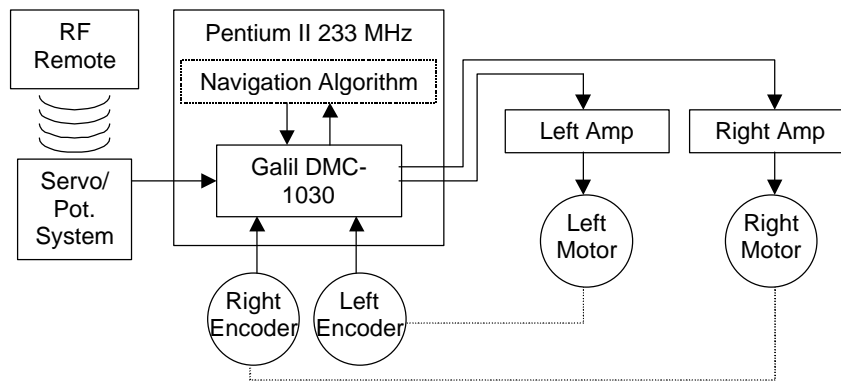 RF
Remote
Pentium II 233 MHz
Navigation Algorithm
Left Amp
Right Amp
Servo/
Pot.
System
Galil DMC-
1030
Left
Motor
Right
Motor
Right
Encoder
Left
Encoder